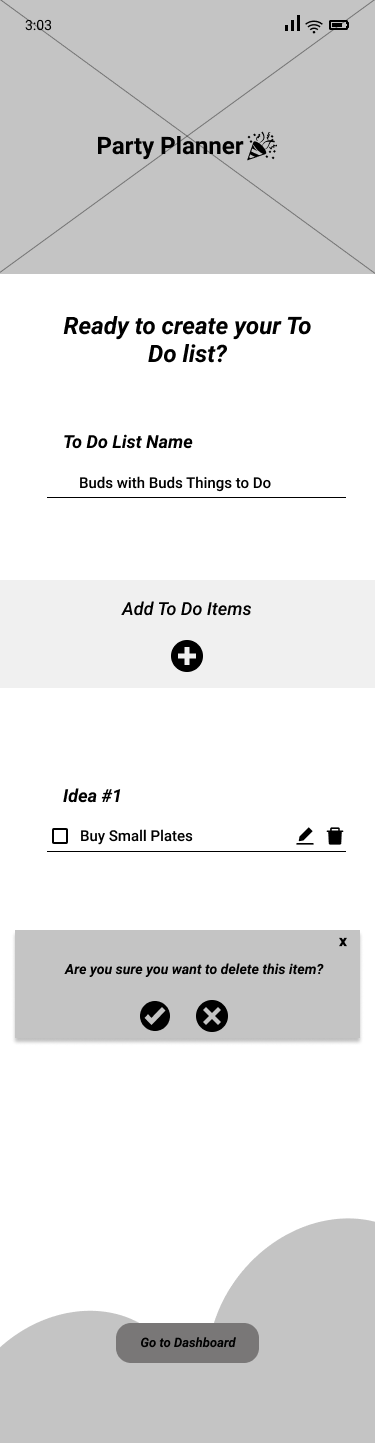 3:03
Party Planner
Ready to create your To
Do list?
To Do List Name
Buds with Buds Things to Do
Add To Do Items
Idea #1
Buy Small Plates
x
Are you sure you want to delete this item?
Go to Dashboard